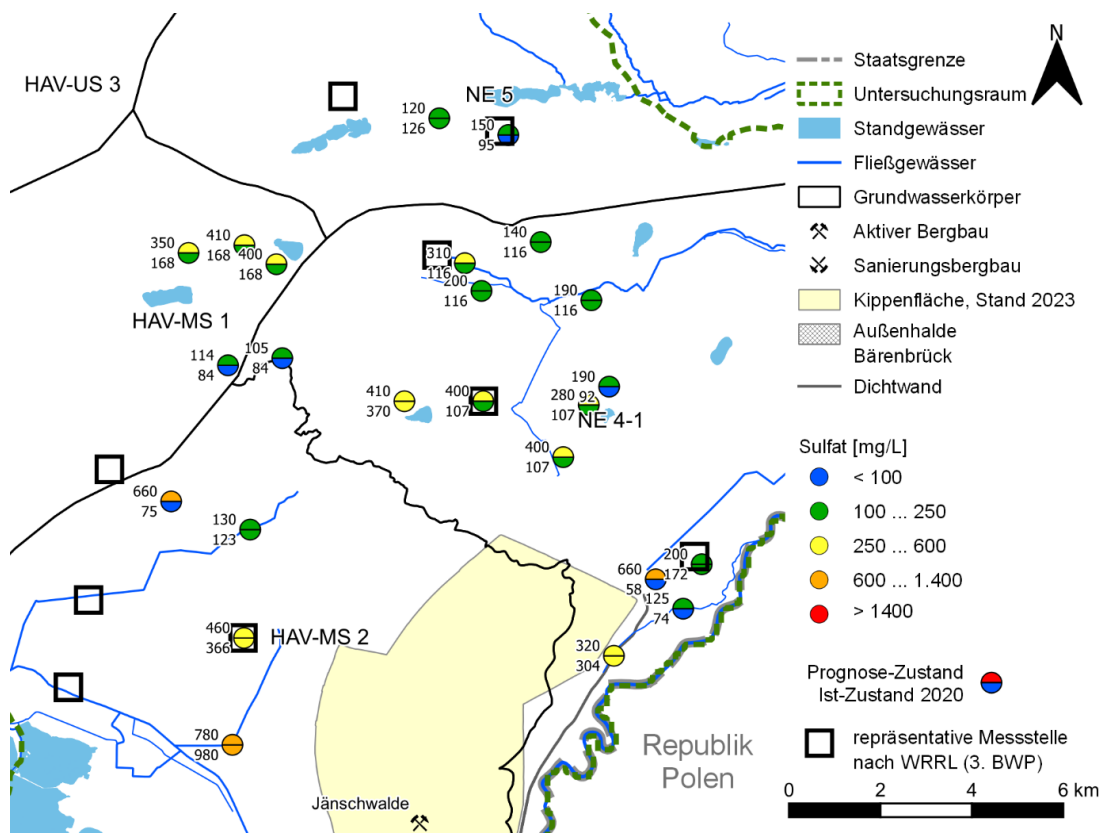 HAV-US 3
NE 5
120
126
150
95
350
168
410
168
400
168
HAV-MS 1
310
116
200
116
140
116
190
116
114
84
105
84
410
370
400
107
190
92
280
107
NE 4-1
400
107
660
75
130
123
200
172
660
58
125
74
460
366
HAV-MS 2
320
304
780
980
Jänschwalde
Republik
Polen
N
Staatsgrenze
Untersuchungsraum
Standgewässer
Fließgewässer
Grundwasserkörper
Aktiver Bergbau
Sanierungsbergbau
Kippenfläche, Stand 2023
Außenhalde
Bärenbrück
Dichtwand
Sulfat [mg/L]
< 100
100 ... 250
250 ... 600
600 ... 1.400
> 1400
Prognose-Zustand
Ist-Zustand 2020
repräsentative Messstelle
nach WRRL (3. BWP)
0 2 4 6 km